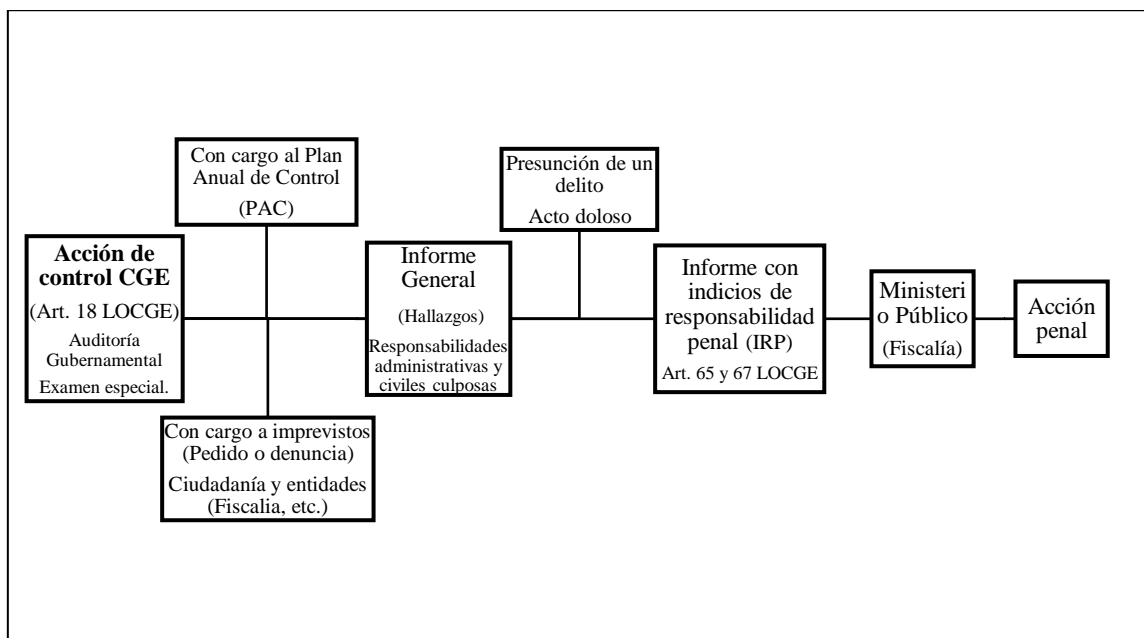 Con cargo al Plan
Anual de Control
(PAC)
Presunción de un
delito
Acto doloso
Acción de
control CGE
(Art. 18 LOCGE)
Auditoría
Gubernamental
Examen especial.
Informe
General
(Hallazgos)
Responsabilidades
administrativas y
civiles culposas
Informe con
indicios de
responsabilidad
penal (IRP)
Art. 65 y 67 LOCGE
Ministeri
o Público
(Fiscalía)
Acción
penal
Con cargo a imprevistos
(Pedido o denuncia)
Ciudadanía y entidades
(Fiscalia, etc.)